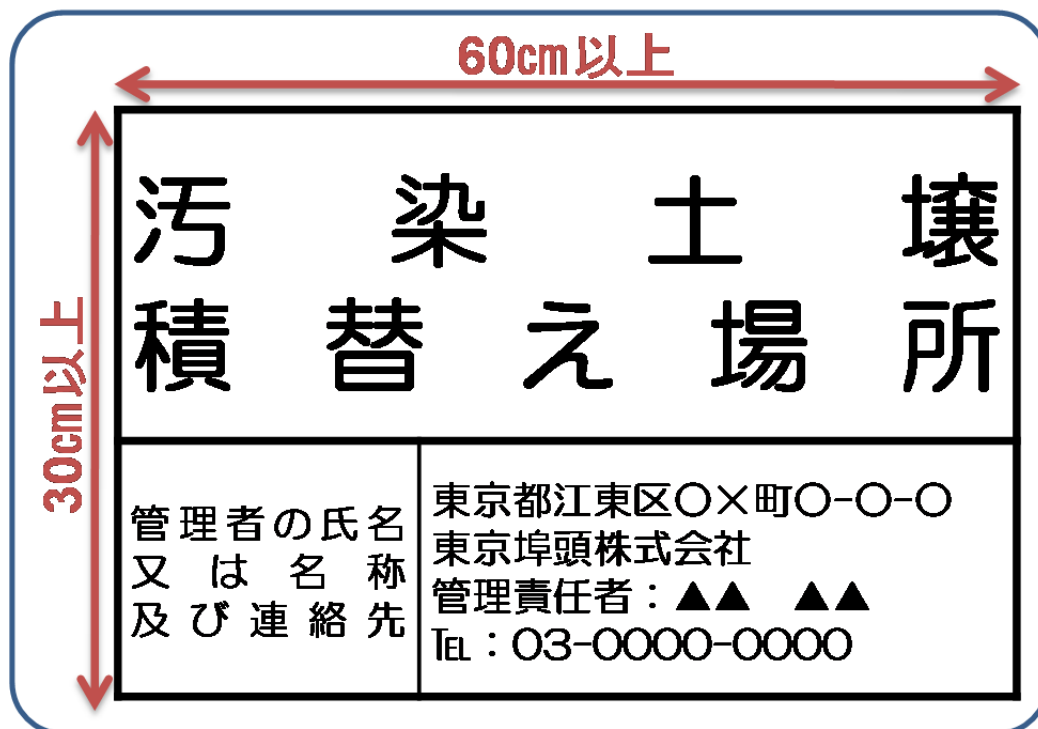 60cm以上
30cm以上
汚染土壌
積替え場所
管理者の氏名
又は名称
及び連絡先
東京都江東区○×町○-○-○
東京埠頭株式会社
管理責任者：▲▲　▲▲
℡：03-0000-0000